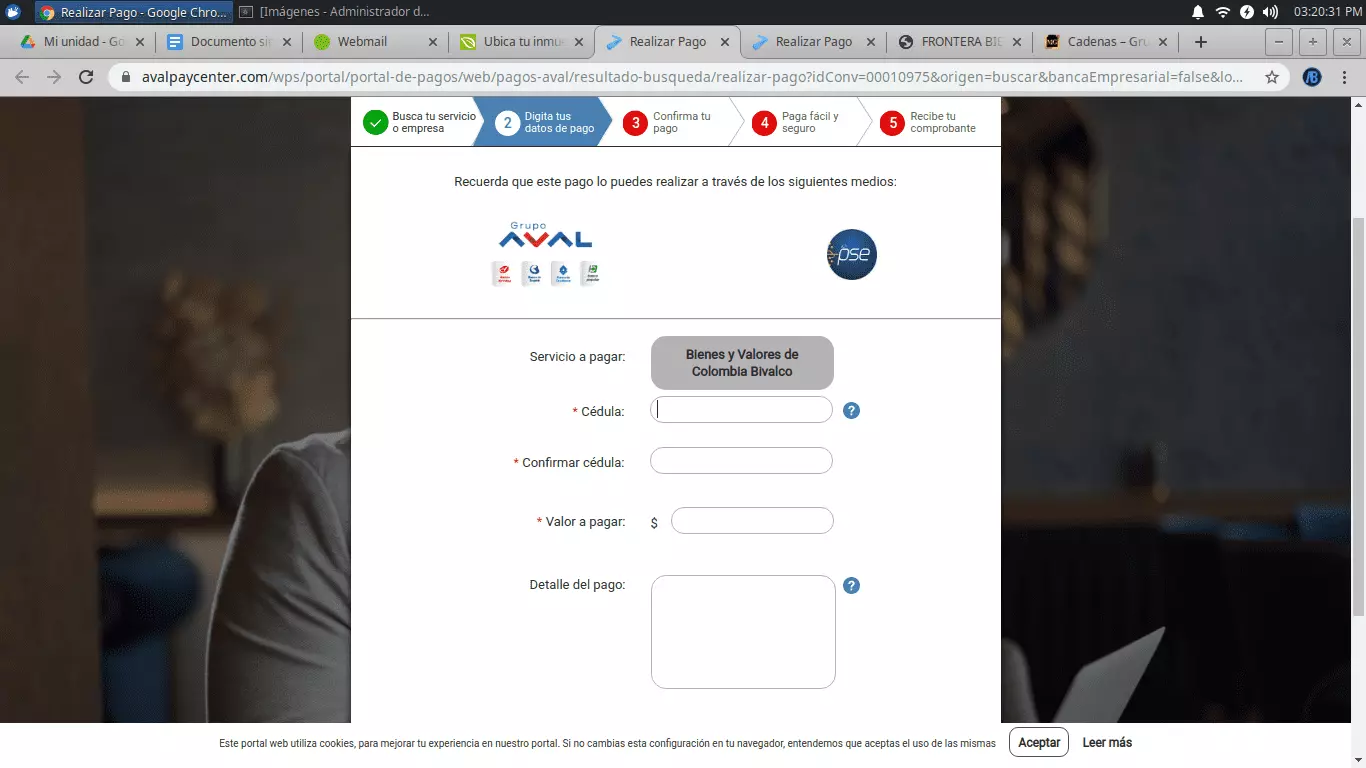 Realizar Pago - Google Chro...
[Imágenes - Administrador d...
03:20:31 PM
Mi unidad - Go
Documento sin
Webmail
Ubica tu inmue
Realizar Pago
Realizar Pago
FRONTERA BIE
Cadenas – Gru
avalpaycenter.com/wps/portal/portal-de-pagos/web/pagos-aval/resultado-busqueda/realizar-pago?idConv=00010975&origen=buscar&bancaEmpresarial=false&lo...
Busca tu servicio
o empresa
2
Digita tus
datos de pago
3
Confirma tu
pago
4
Paga fácil y
seguro
5
Recibe tu
comprobante
Recuerda que este pago lo puedes realizar a través de los siguientes medios:
Grupo
AVAL
pse
Servicio a pagar:
Bienes y Valores de
Colombia Bivalco
* Cédula:
?
* Confirmar cédula:
* Valor a pagar:
$
Detalle del pago:
?
Este portal web utiliza cookies, para mejorar tu experiencia en nuestro portal. Si no cambias esta configuración en tu navegador, entendemos que aceptas el uso de las mismas
Aceptar
Leer más